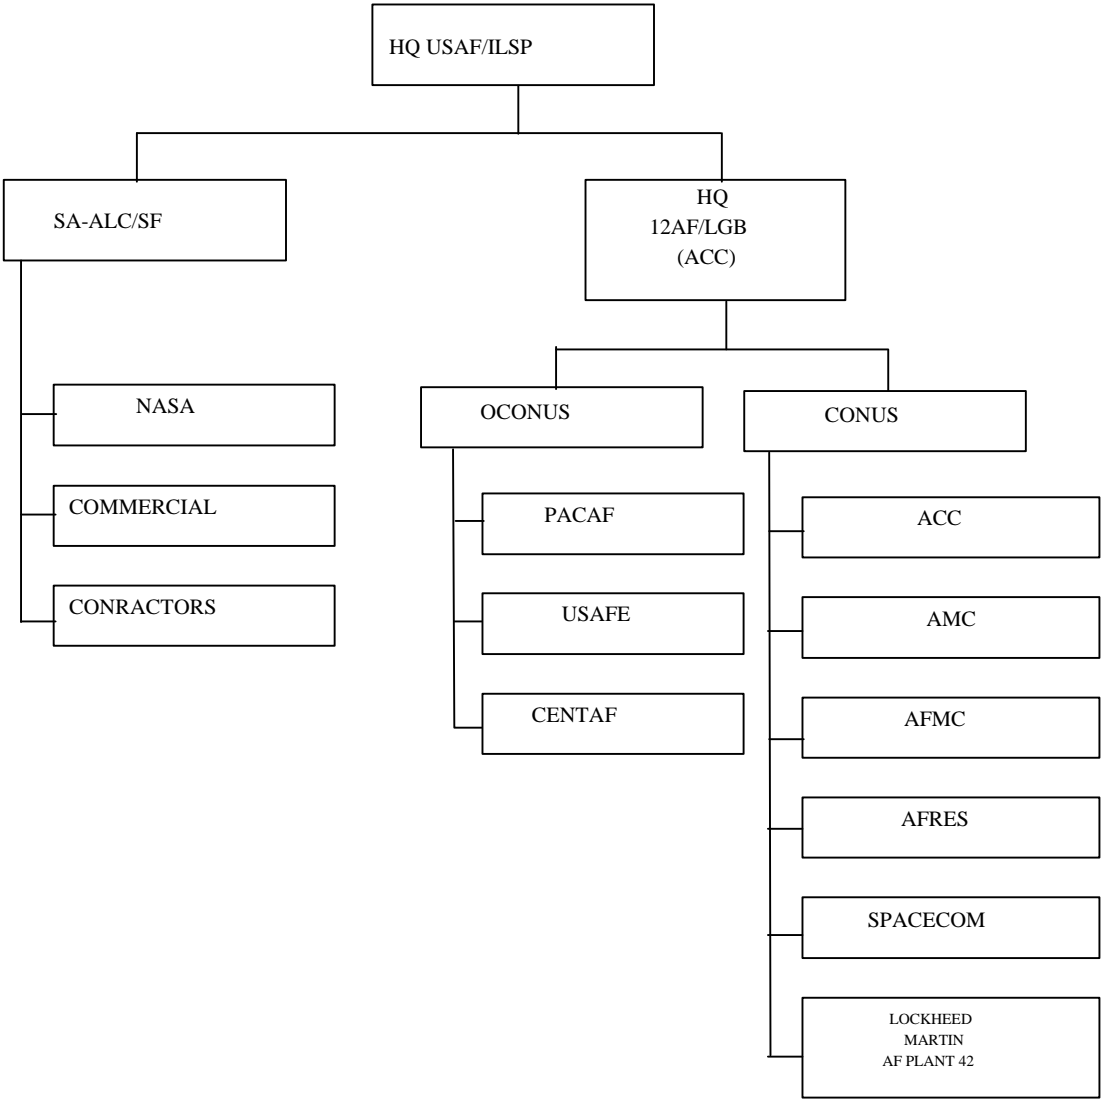 HQ USAF/ILSP
SA-ALC/SF
HQ
12AF/LGB
(ACC)
NASA
COMMERCIAL
CONRACTORS
OCONUS
PACAF
USAFE
CENTAF
CONUS
ACC
AMC
AFMC
AFRES
SPACECOM
LOCKHEED
MARTIN
AF PLANT 42